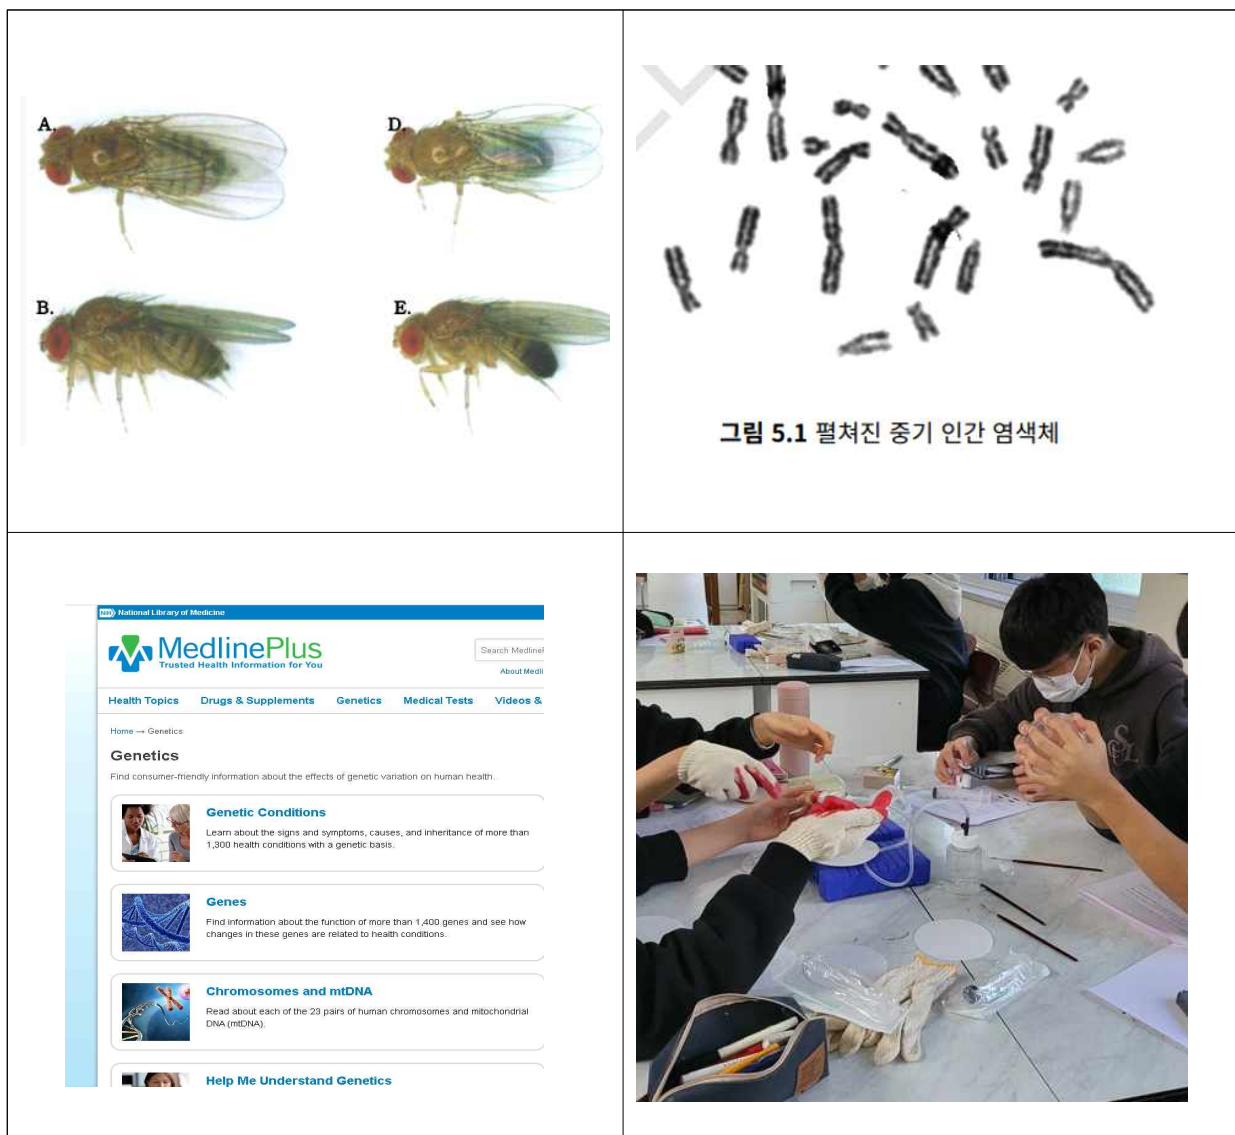 A.
D.
B.
E.
그림 5.1 펼쳐진 중기 인간 염색체
NIH National Library of Medicine
MedlinePlus
Trusted Health Information for You
Search
About
Health Topics Drugs & Supplements Genetics Medical Tests Videos &
Home → Genetics
Genetics
Find consumer-friendly information about the effects of genetic variation on human health.
Genetic Conditions
Learn about the signs and symptoms, causes, and inheritance of more than
1,300 health conditions with a genetic basis.
Genes
Find information about the function of more than 1,400 genes and see how
changes in these genes are related to health conditions.
Chromosomes and mtDNA
Read about each of the 23 pairs of human chromosomes and mitochondrial
DNA (mtDNA).
Help Me Understand Genetics